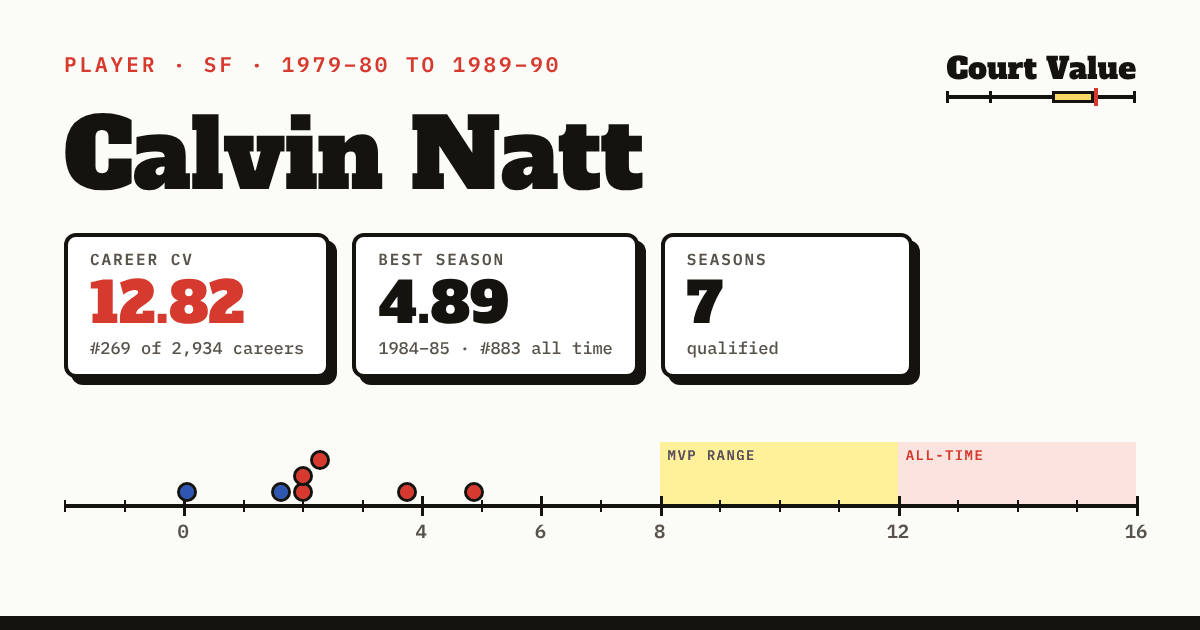 PLAYER · SF · 1979–80 TO 1989–90
Court Value
Calvin Natt
CAREER CV
12.82
#269 of 2,934 careers
BEST SEASON
4.89
1984–85 · #883 all time
SEASONS
7
qualified
MVP RANGE
ALL-TIME
0 4 6 8 12 16